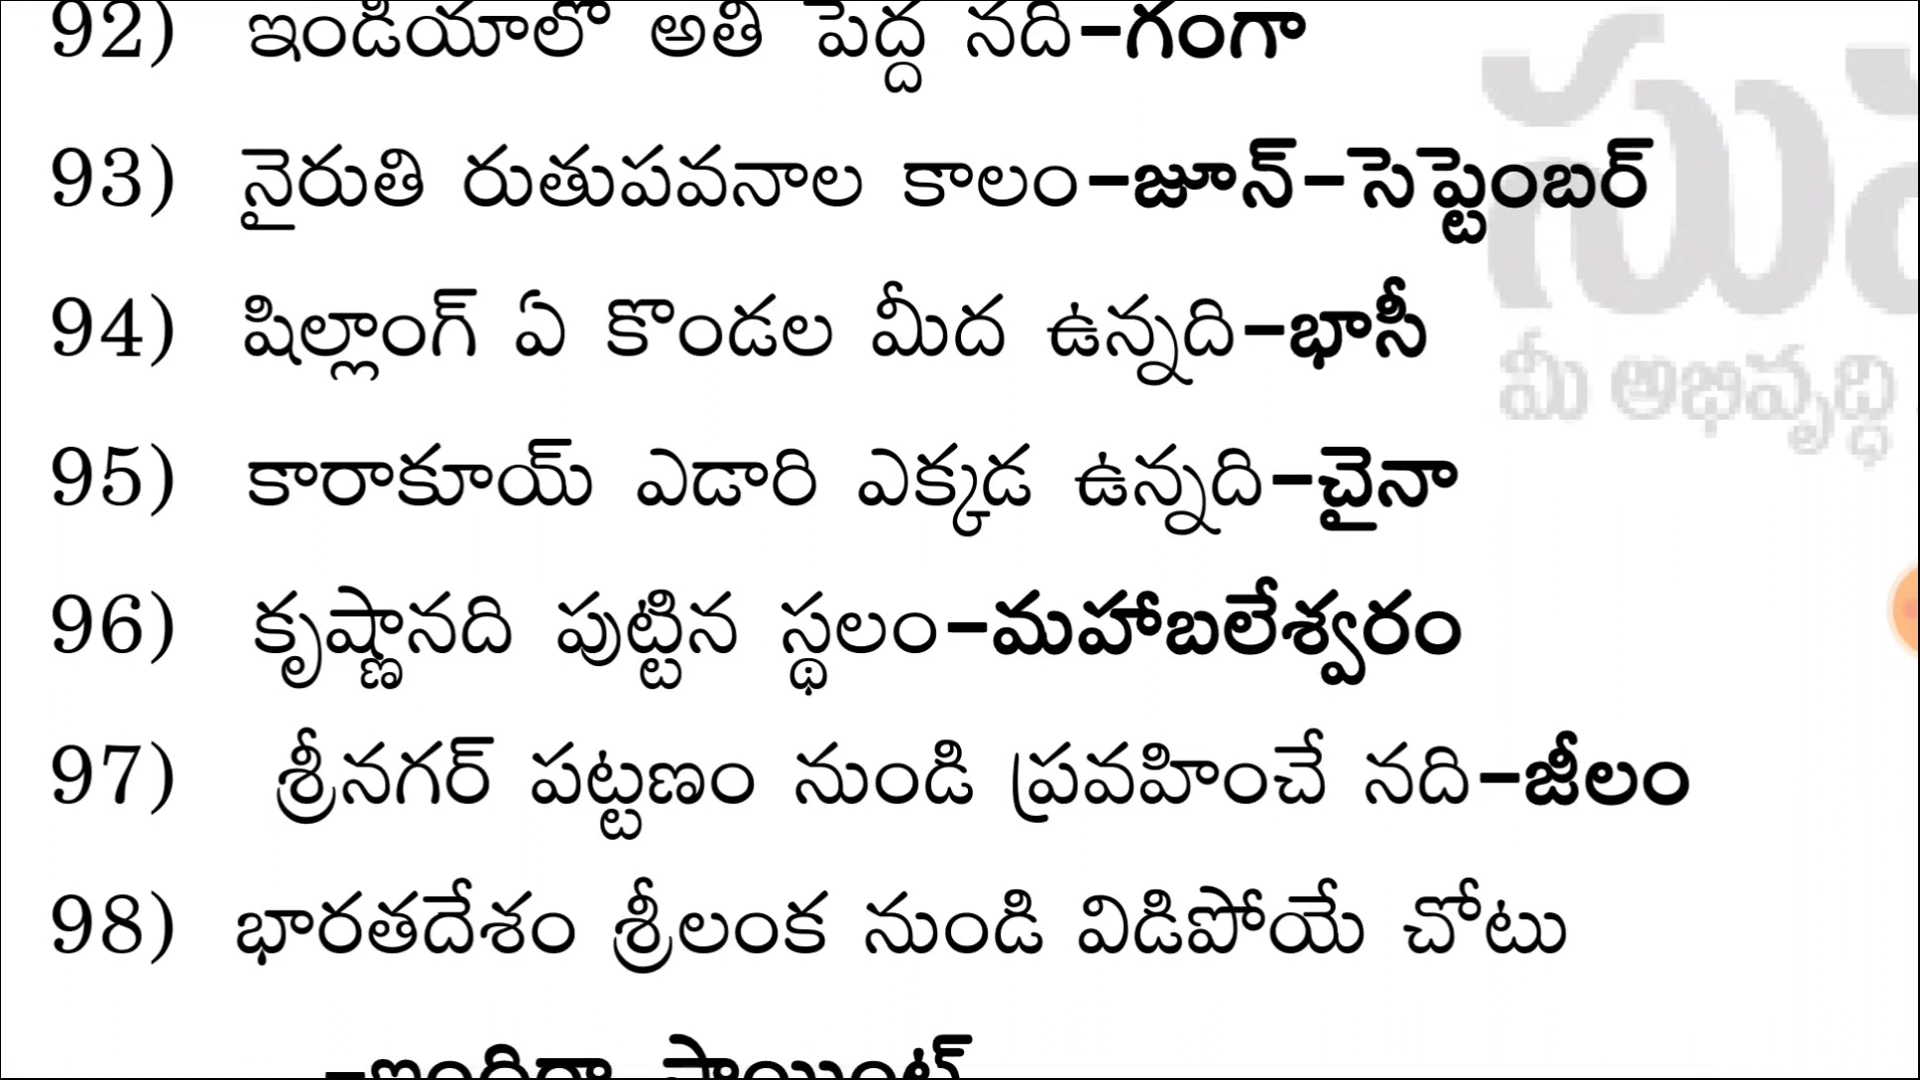 92) ఇండియాలో అతి పెద్ద నది-గంగా
93) నైరుతి రుతుపవనాల కాలం-జూన్-సెప్టెంబర్
94) షిల్లాంగ్ ఏ కొండల మీద ఉన్నది-భాసీ
95) కారాకూయ్ ఎడారి ఎక్కడ ఉన్నది-చైనా
96) కృష్ణానది పుట్టిన స్థలం-మహాబలేశ్వరం
97) శ్రీనగర్ పట్టణం నుండి ప్రవహించే నది-జీలం
98) భారతదేశం శ్రీలంక నుండి విడిపోయే చోటు
-ఇందిరా పాయింట్
మీ అభివృద్ధి